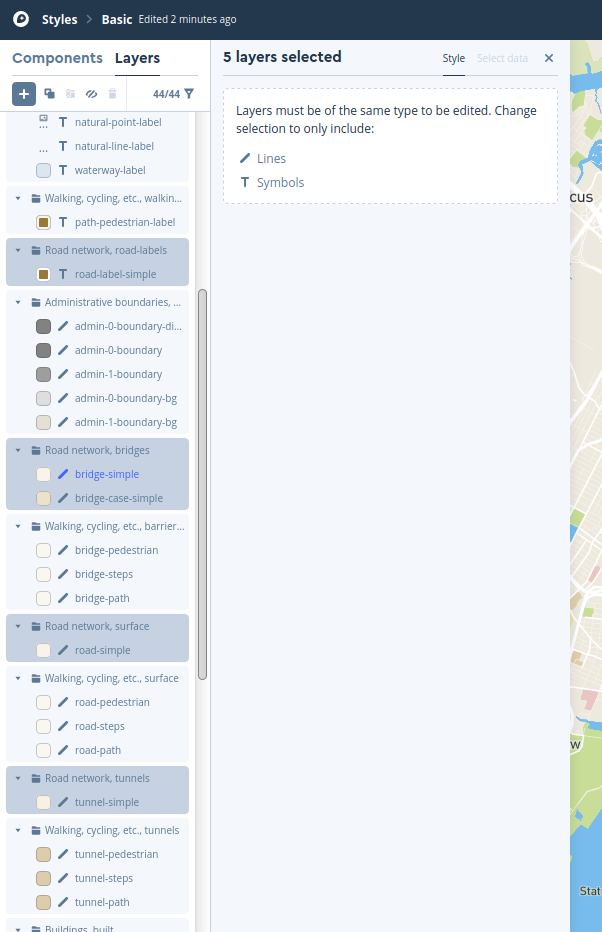 Styles > Basic Edited 2 minutes ago
Components Layers
44/44
natural-point-label
natural-line-label
waterway-label
Walking, cycling, etc., walkin...
path-pedestrian-label
Road network, road-labels
road-label-simple
Administrative boundaries, ...
admin-0-boundary-di...
admin-0-boundary
admin-1-boundary
admin-0-boundary-bg
admin-1-boundary-bg
Road network, bridges
bridge-simple
bridge-case-simple
Walking, cycling, etc., barrier...
bridge-pedestrian
bridge-steps
bridge-path
Road network, surface
road-simple
Walking, cycling, etc., surface
road-pedestrian
road-steps
road-path
Road network, tunnels
tunnel-simple
Walking, cycling, etc., tunnels
tunnel-pedestrian
tunnel-steps
tunnel-path
Buildings, built
5 layers selected
Style Select data
Layers must be of the same type to be edited. Change
selection to only include:
Lines
Symbols
cus
w
Stat